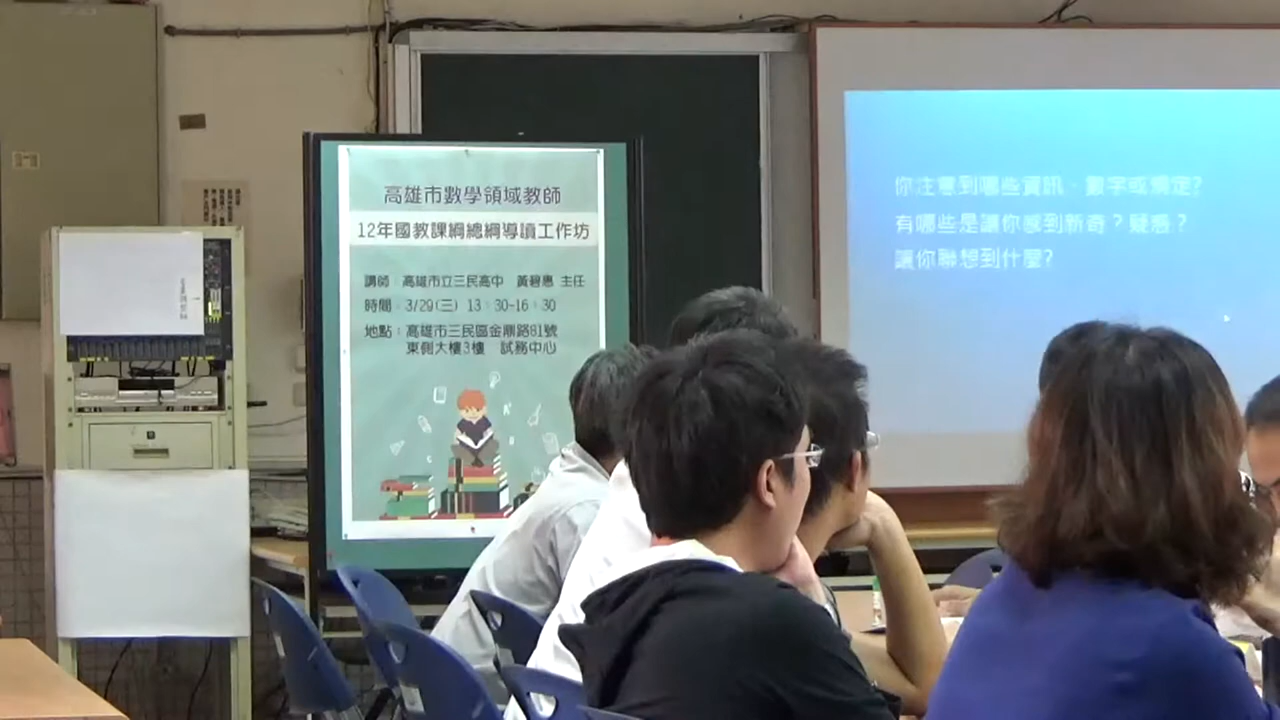 高雄市數學領域教師
12年國教課綱總綱導讀工作坊
講師：高雄市立三民高中 黃碧惠 主任
時間：3/29(三) 13：30-16：30
地點：高雄市三民區金鼎路81號
東側大樓3樓 試務中心
你注意到哪些資訊、數字或規定?
有哪些是讓你感到新奇？疑惑？
讓你聯想到什麼?